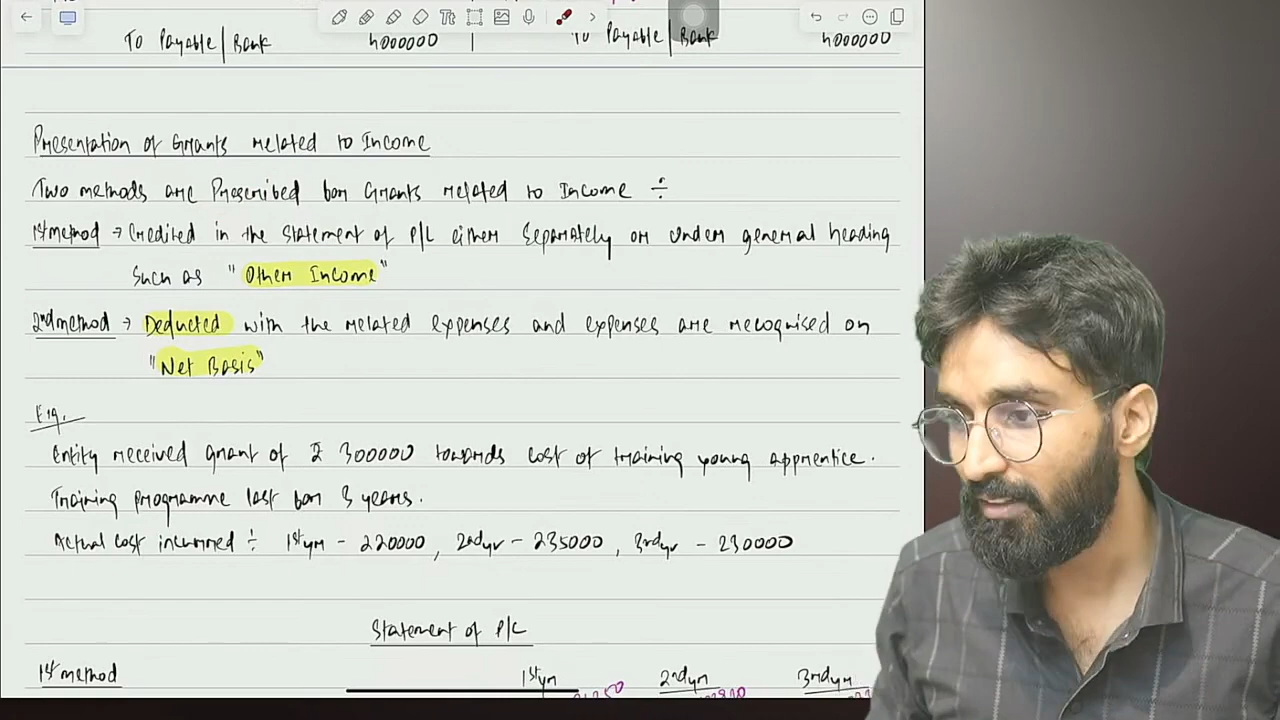 To Payable/Bank 4000000 | To Payable/Bank 4000000
Presentation of Grants related to Income
Two methods are Prescribed for Grants related to Income ÷
1st method → Credited in the statement of P/L either Separately or under general heading
Such as "Other Income"
2nd method → Deducted with the related expenses and expenses are recognised on
"Net Basis"
E.g.
Entity received grant of ₹ 300000 towards cost of training young apprentice.
Training programme last for 3 years.
Actual cost incurred ÷ 1st yr - 220000, 2nd yr - 235000, 3rd yr - 230000
Statement of P/L
1st method 1st yr 2nd yr 3rd yr